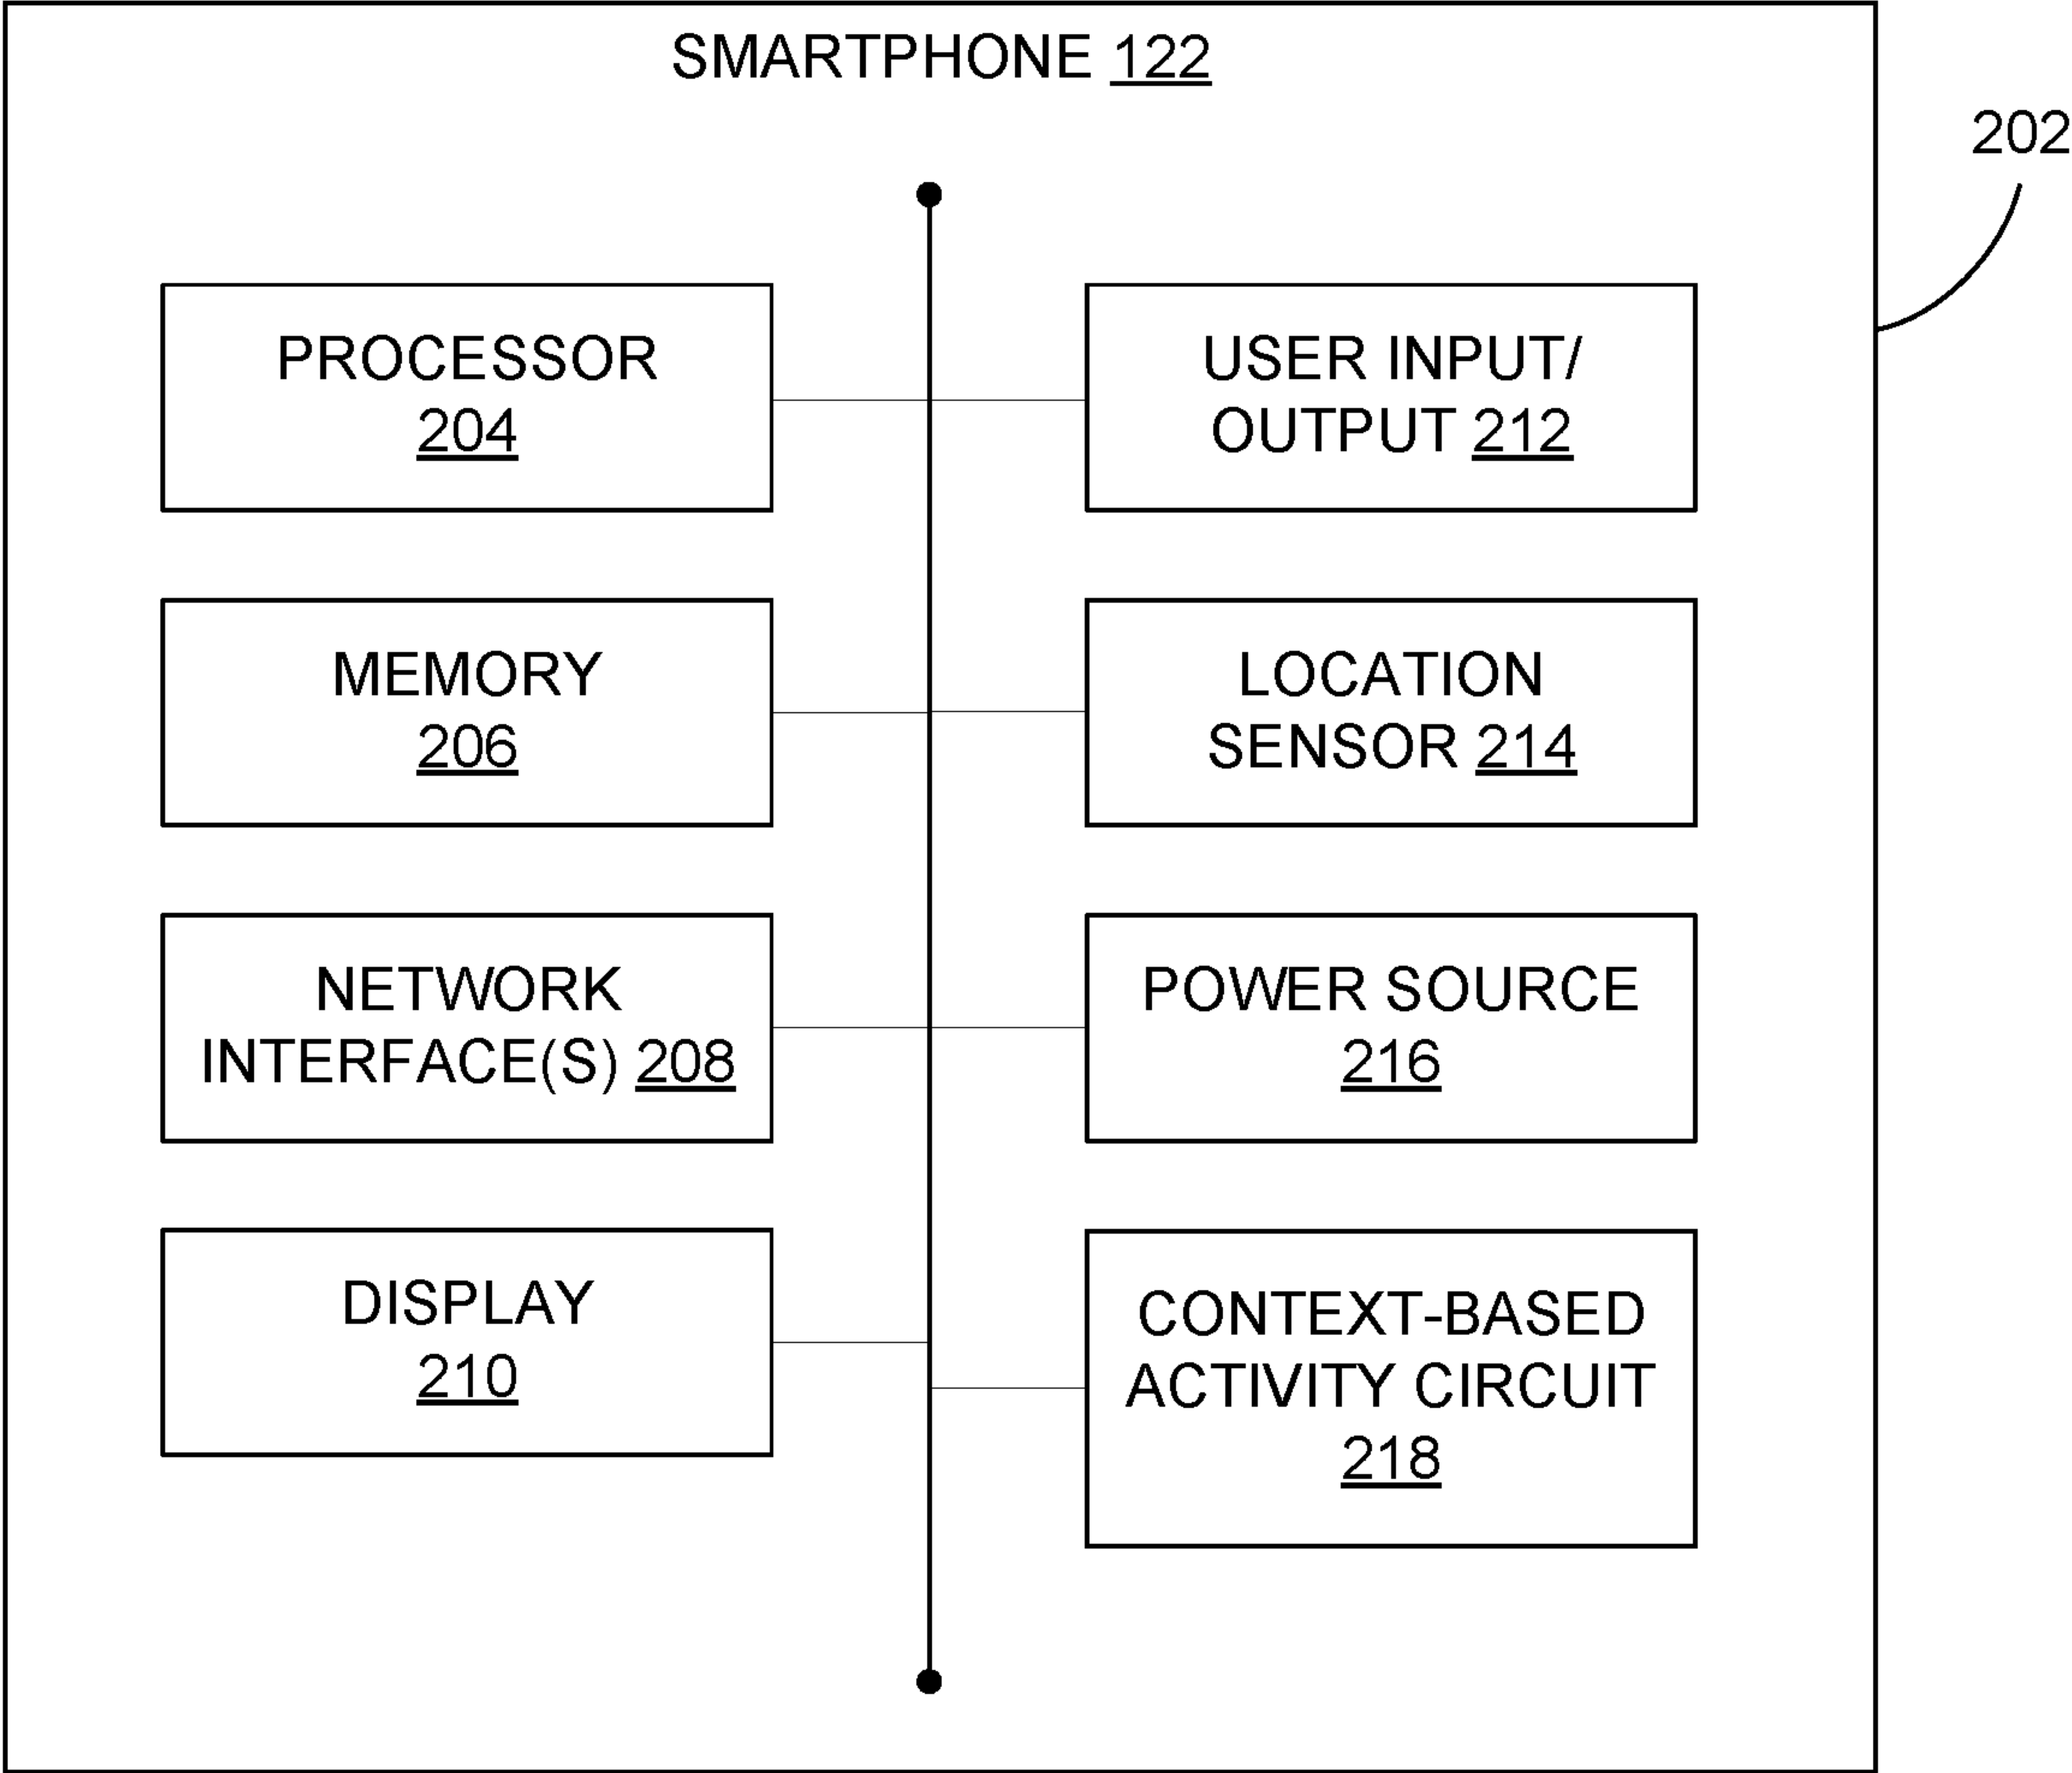 SMARTPHONE 122
202
PROCESSOR
204
USER INPUT/
OUTPUT 212
MEMORY
206
LOCATION
SENSOR 214
NETWORK
INTERFACE(S) 208
POWER SOURCE
216
DISPLAY
210
CONTEXT-BASED
ACTIVITY CIRCUIT
218